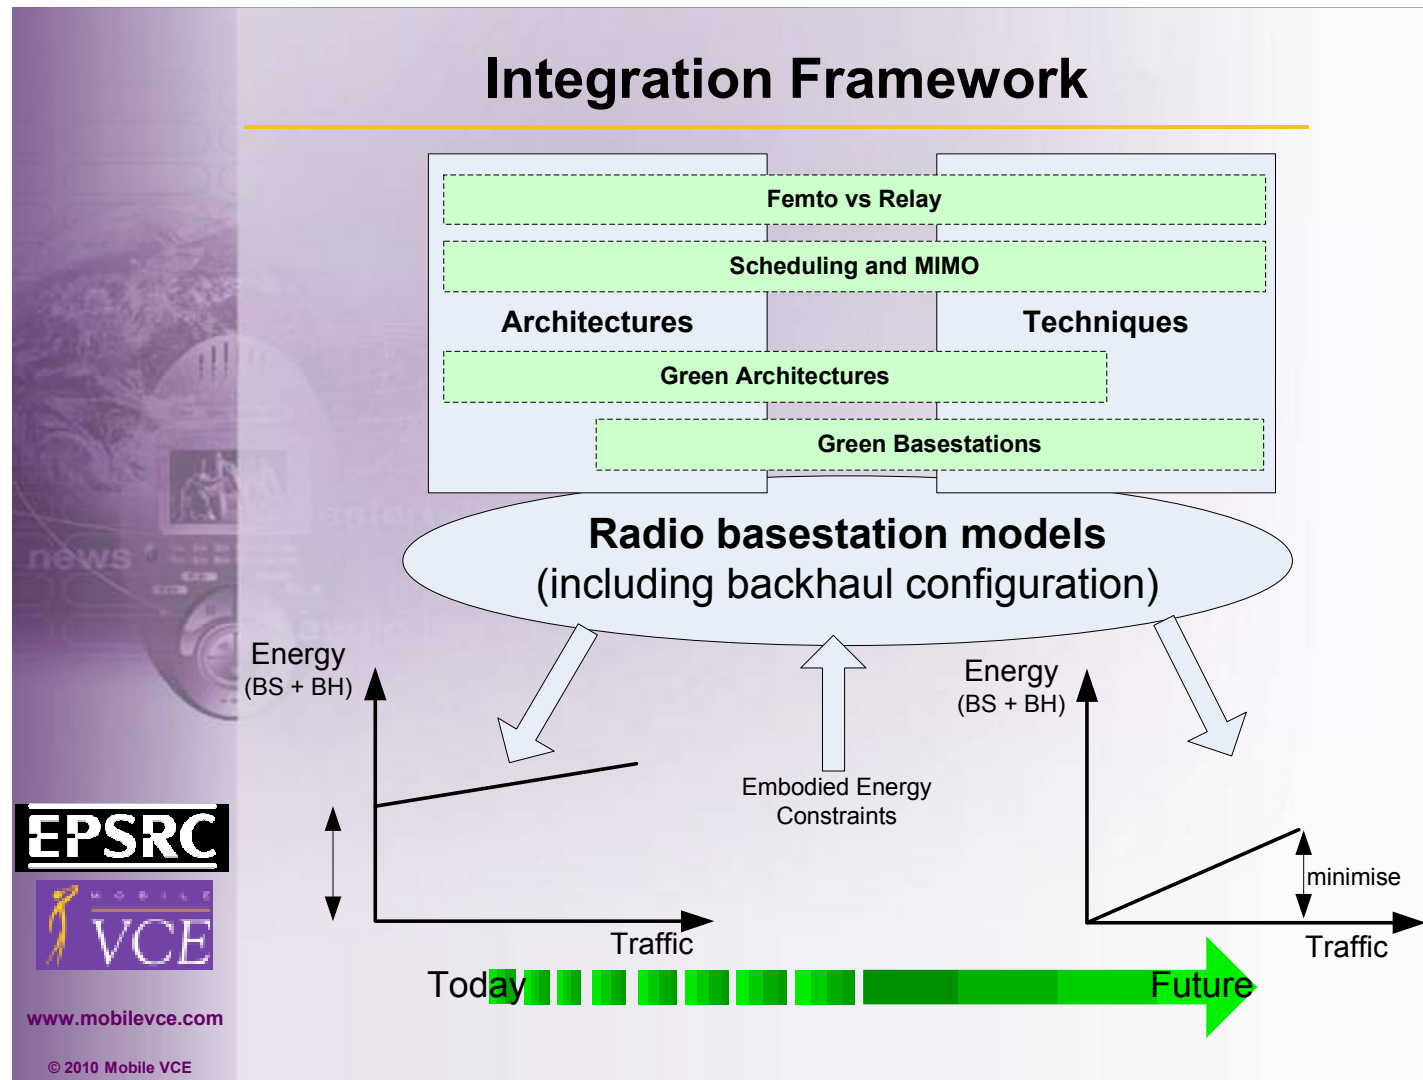 Integration Framework
Femto vs Relay
Scheduling and MIMO
Architectures
Techniques
Green Architectures
Green Basestations
Radio basestation models
(including backhaul configuration)
Energy
(BS + BH)
Traffic
Embodied Energy
Constraints
Energy
(BS + BH)
minimise
Traffic
Today
Future
news
EPSRC
MOBILE
VCE
www.mobilevce.com
© 2010 Mobile VCE